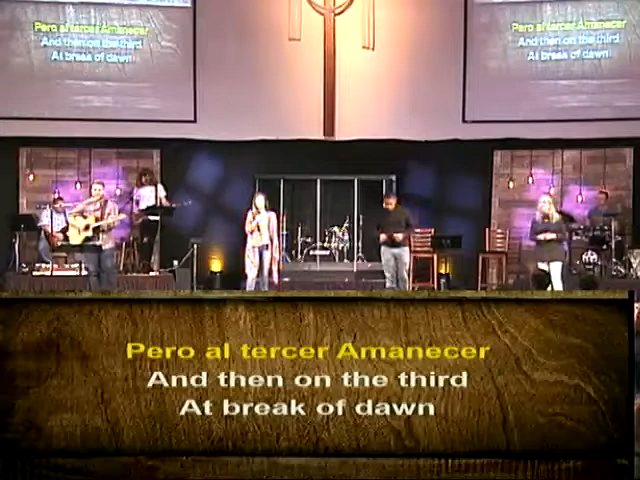 Pero al tercer Amanecer
And then on the third
At break of dawn
Pero al tercer Amanecer
And then on the third
At break of dawn
Pero al tercer Amanecer
And then on the third
At break of dawn